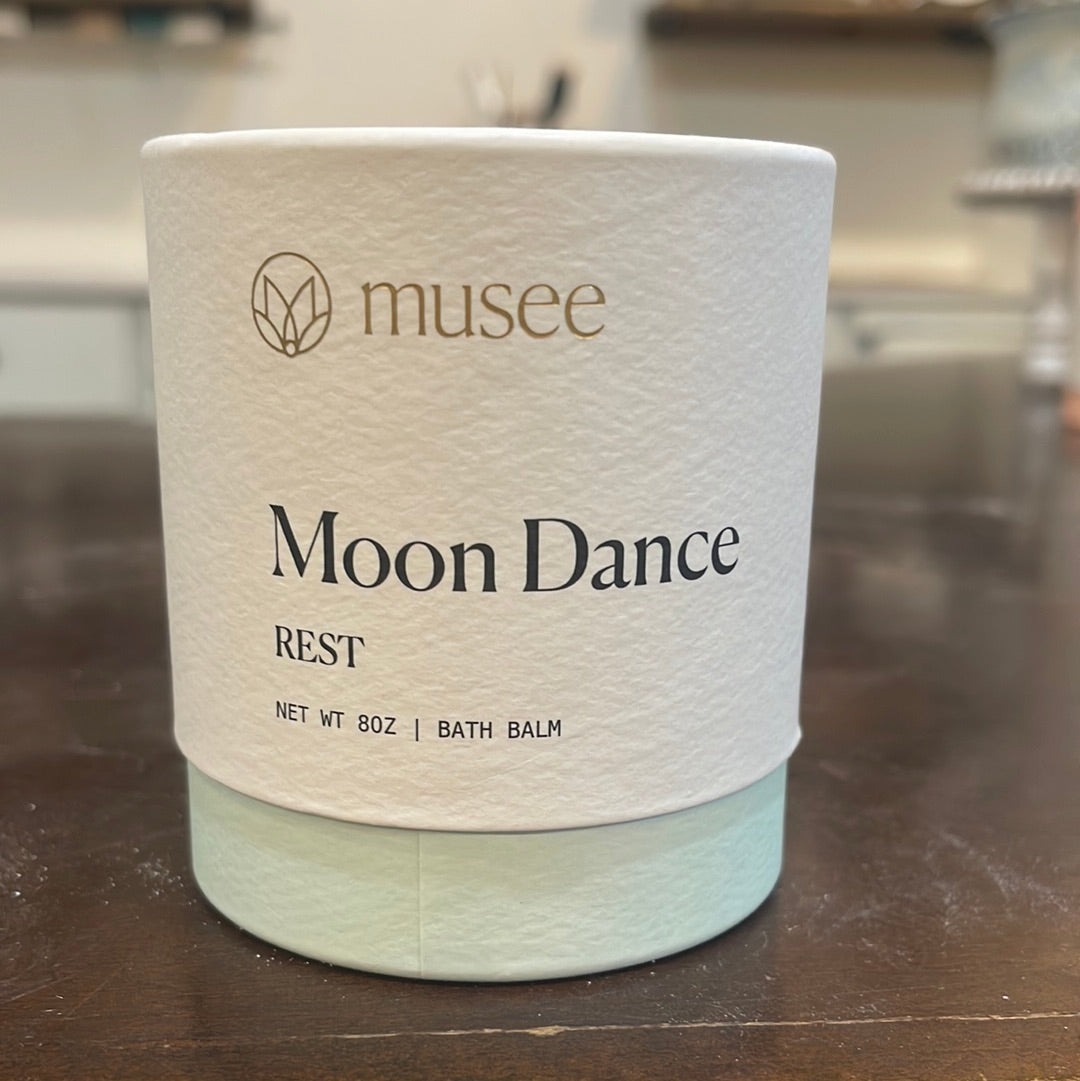 musee
Moon Dance
REST
NET WT 8OZ | BATH BALM